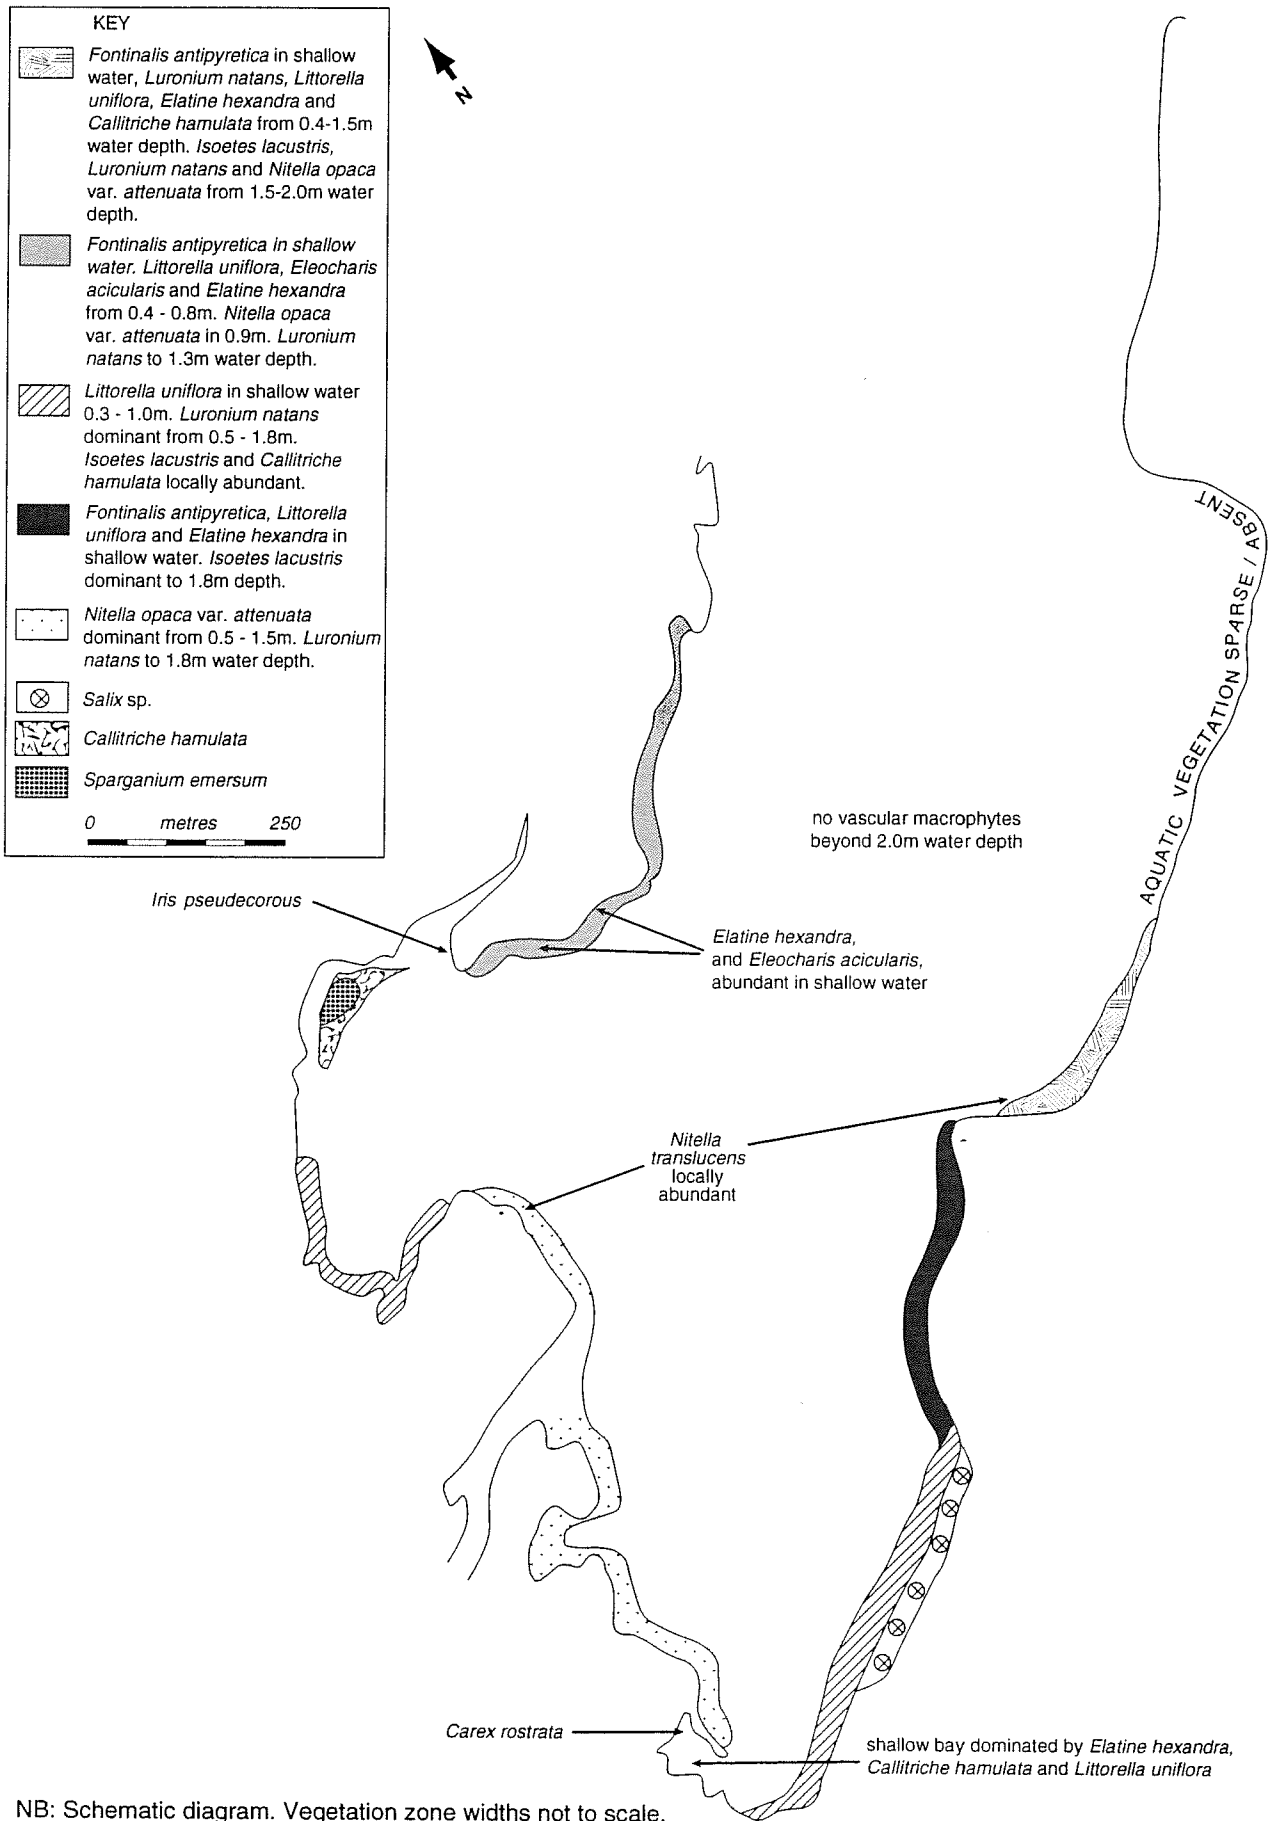 KEY
Fontinalis antipyretica in shallow
water, Luronium natans, Littorella
uniflora, Elatine hexandra and
Callitriche hamulata from 0.4-1.5m
water depth. Isoetes lacustris,
Luronium natans and Nitella opaca
var. attenuata from 1.5-2.0m water
depth.
Fontinalis antipyretica in shallow
water. Littorella uniflora, Eleocharis
acicularis and Elatine hexandra
from 0.4 - 0.8m. Nitella opaca
var. attenuata in 0.9m. Luronium
natans to 1.3m water depth.
Littorella uniflora in shallow water
0.3 - 1.0m. Luronium natans
dominant from 0.5 - 1.8m.
Isoetes lacustris and Callitriche
hamulata locally abundant.
Fontinalis antipyretica, Littorella
uniflora and Elatine hexandra in
shallow water. Isoetes lacustris
dominant to 1.8m depth.
Nitella opaca var. attenuata
dominant from 0.5 - 1.5m. Luronium
natans to 1.8m water depth.
Salix sp.
Callitriche hamulata
Sparganium emersum
0 metres 250
N
AQUATIC VEGETATION SPARSE / ABSENT
no vascular macrophytes
beyond 2.0m water depth
Iris pseudecorous
Elatine hexandra,
and Eleocharis acicularis,
abundant in shallow water
Nitella
translucens
locally
abundant
Carex rostrata
shallow bay dominated by Elatine hexandra,
Callitriche hamulata and Littorella uniflora
NB: Schematic diagram. Vegetation zone widths not to scale.